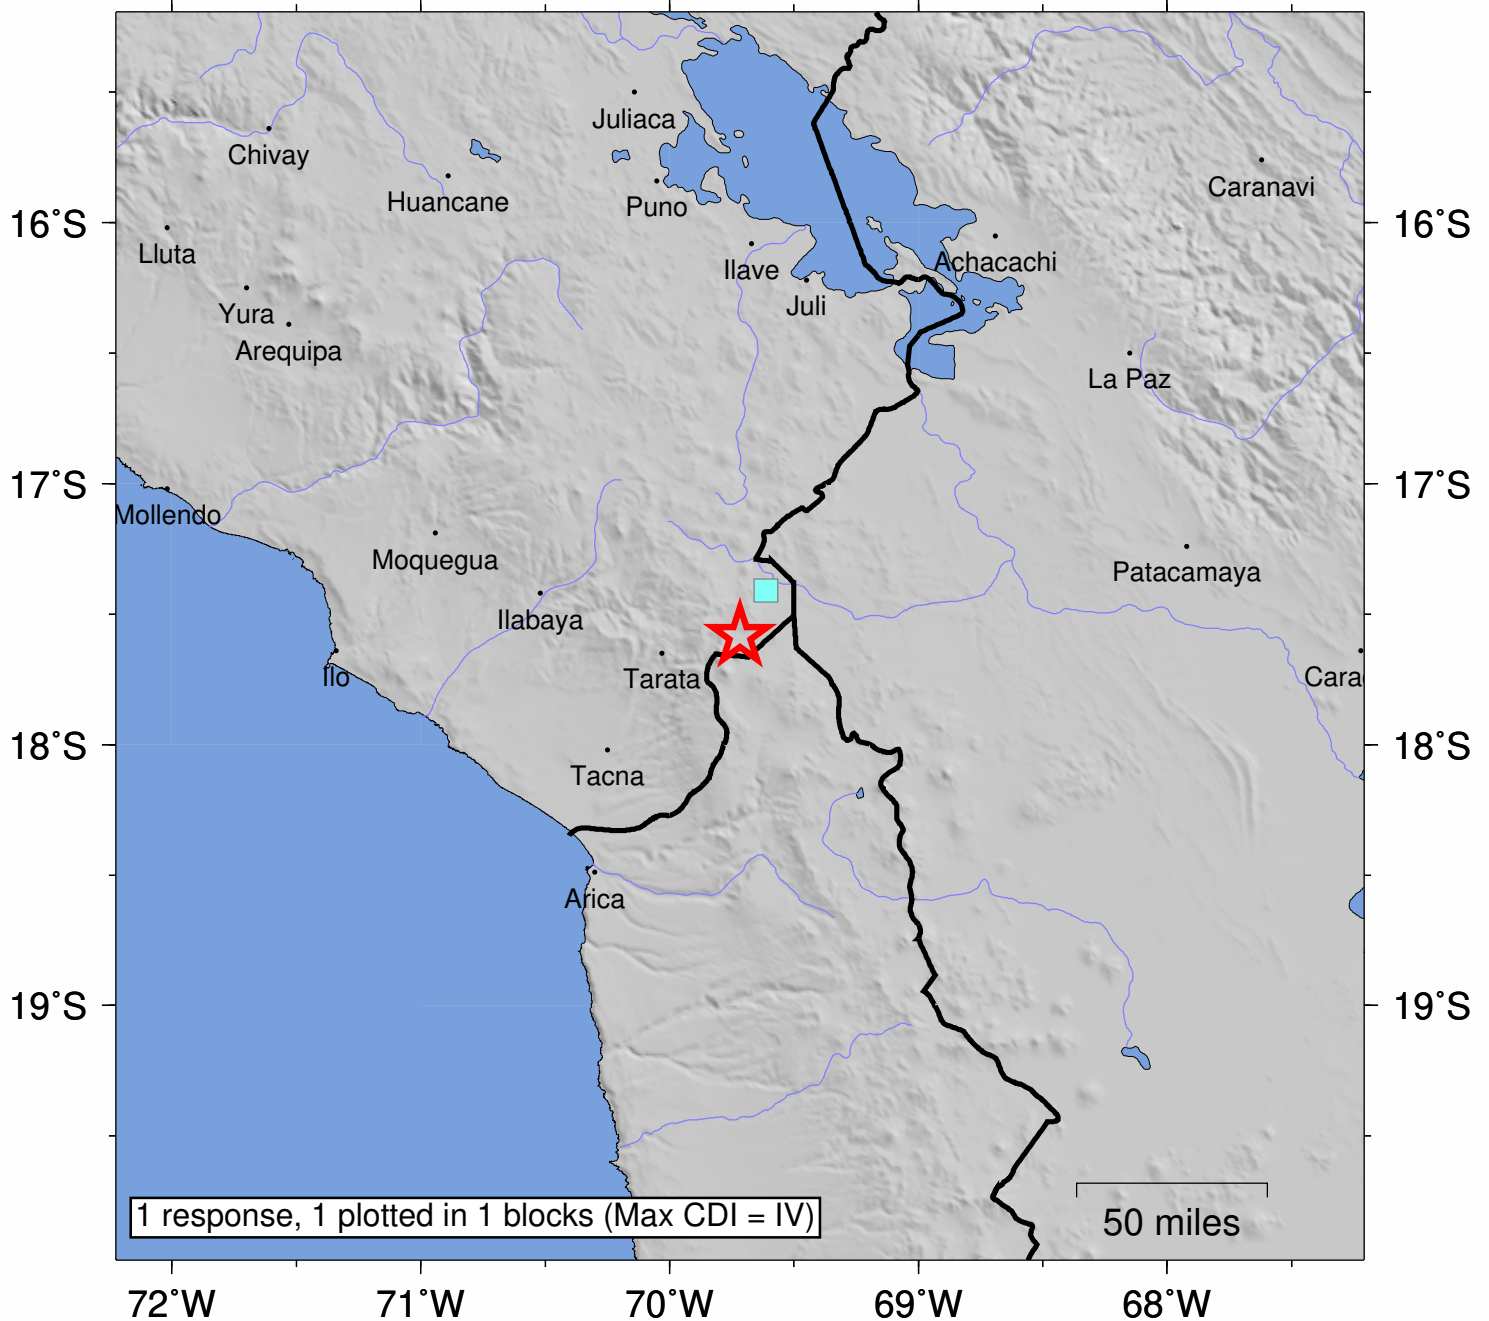 Juliaca
Chivay
Caranavi
Huancane
Puno
16°S
16°S
Lluta
Achacachi
Ilave
Juli
Yura
Arequipa
La Paz
17°S
17°S
Mollendo
Moquegua
Patacamaya
Ilabaya
Ilo
Tarata
Cara
18°S
18°S
Tacna
Arica
19°S
19°S
1 response, 1 plotted in 1 blocks (Max CDI = IV)
50 miles
72°W
71°W
70°W
69°W
68°W